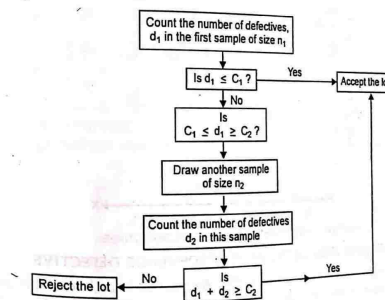 Count the number of defectives,
d₁ in the first sample of size n₁
Is d₁ ≤ C₁ ?
Yes
Accept the lo
No
Is
C₁ ≤ d₁ ≥ C₂ ?
Draw another sample
of size n₂
Count the number of defectives
d₂ in this sample
Is
d₁ + d₂ ≥ C₂
Yes
No
Reject the lot